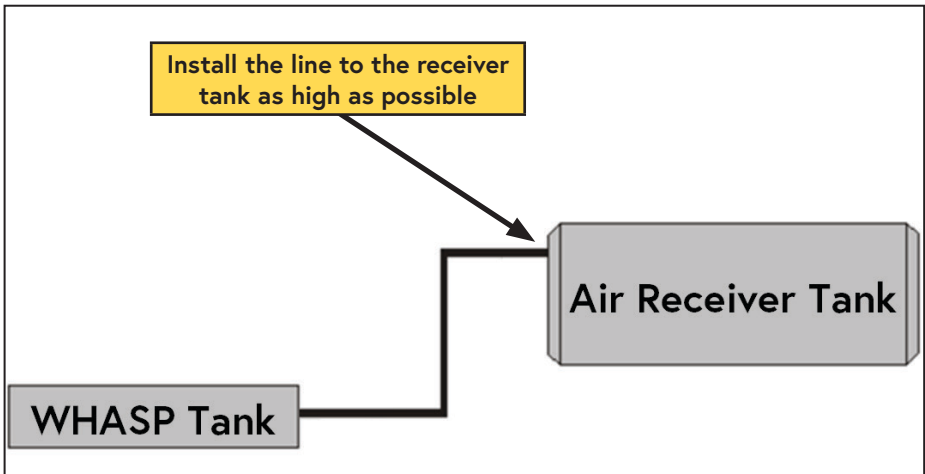 Install the line to the receiver
tank as high as possible
Air Receiver Tank
WHASP Tank